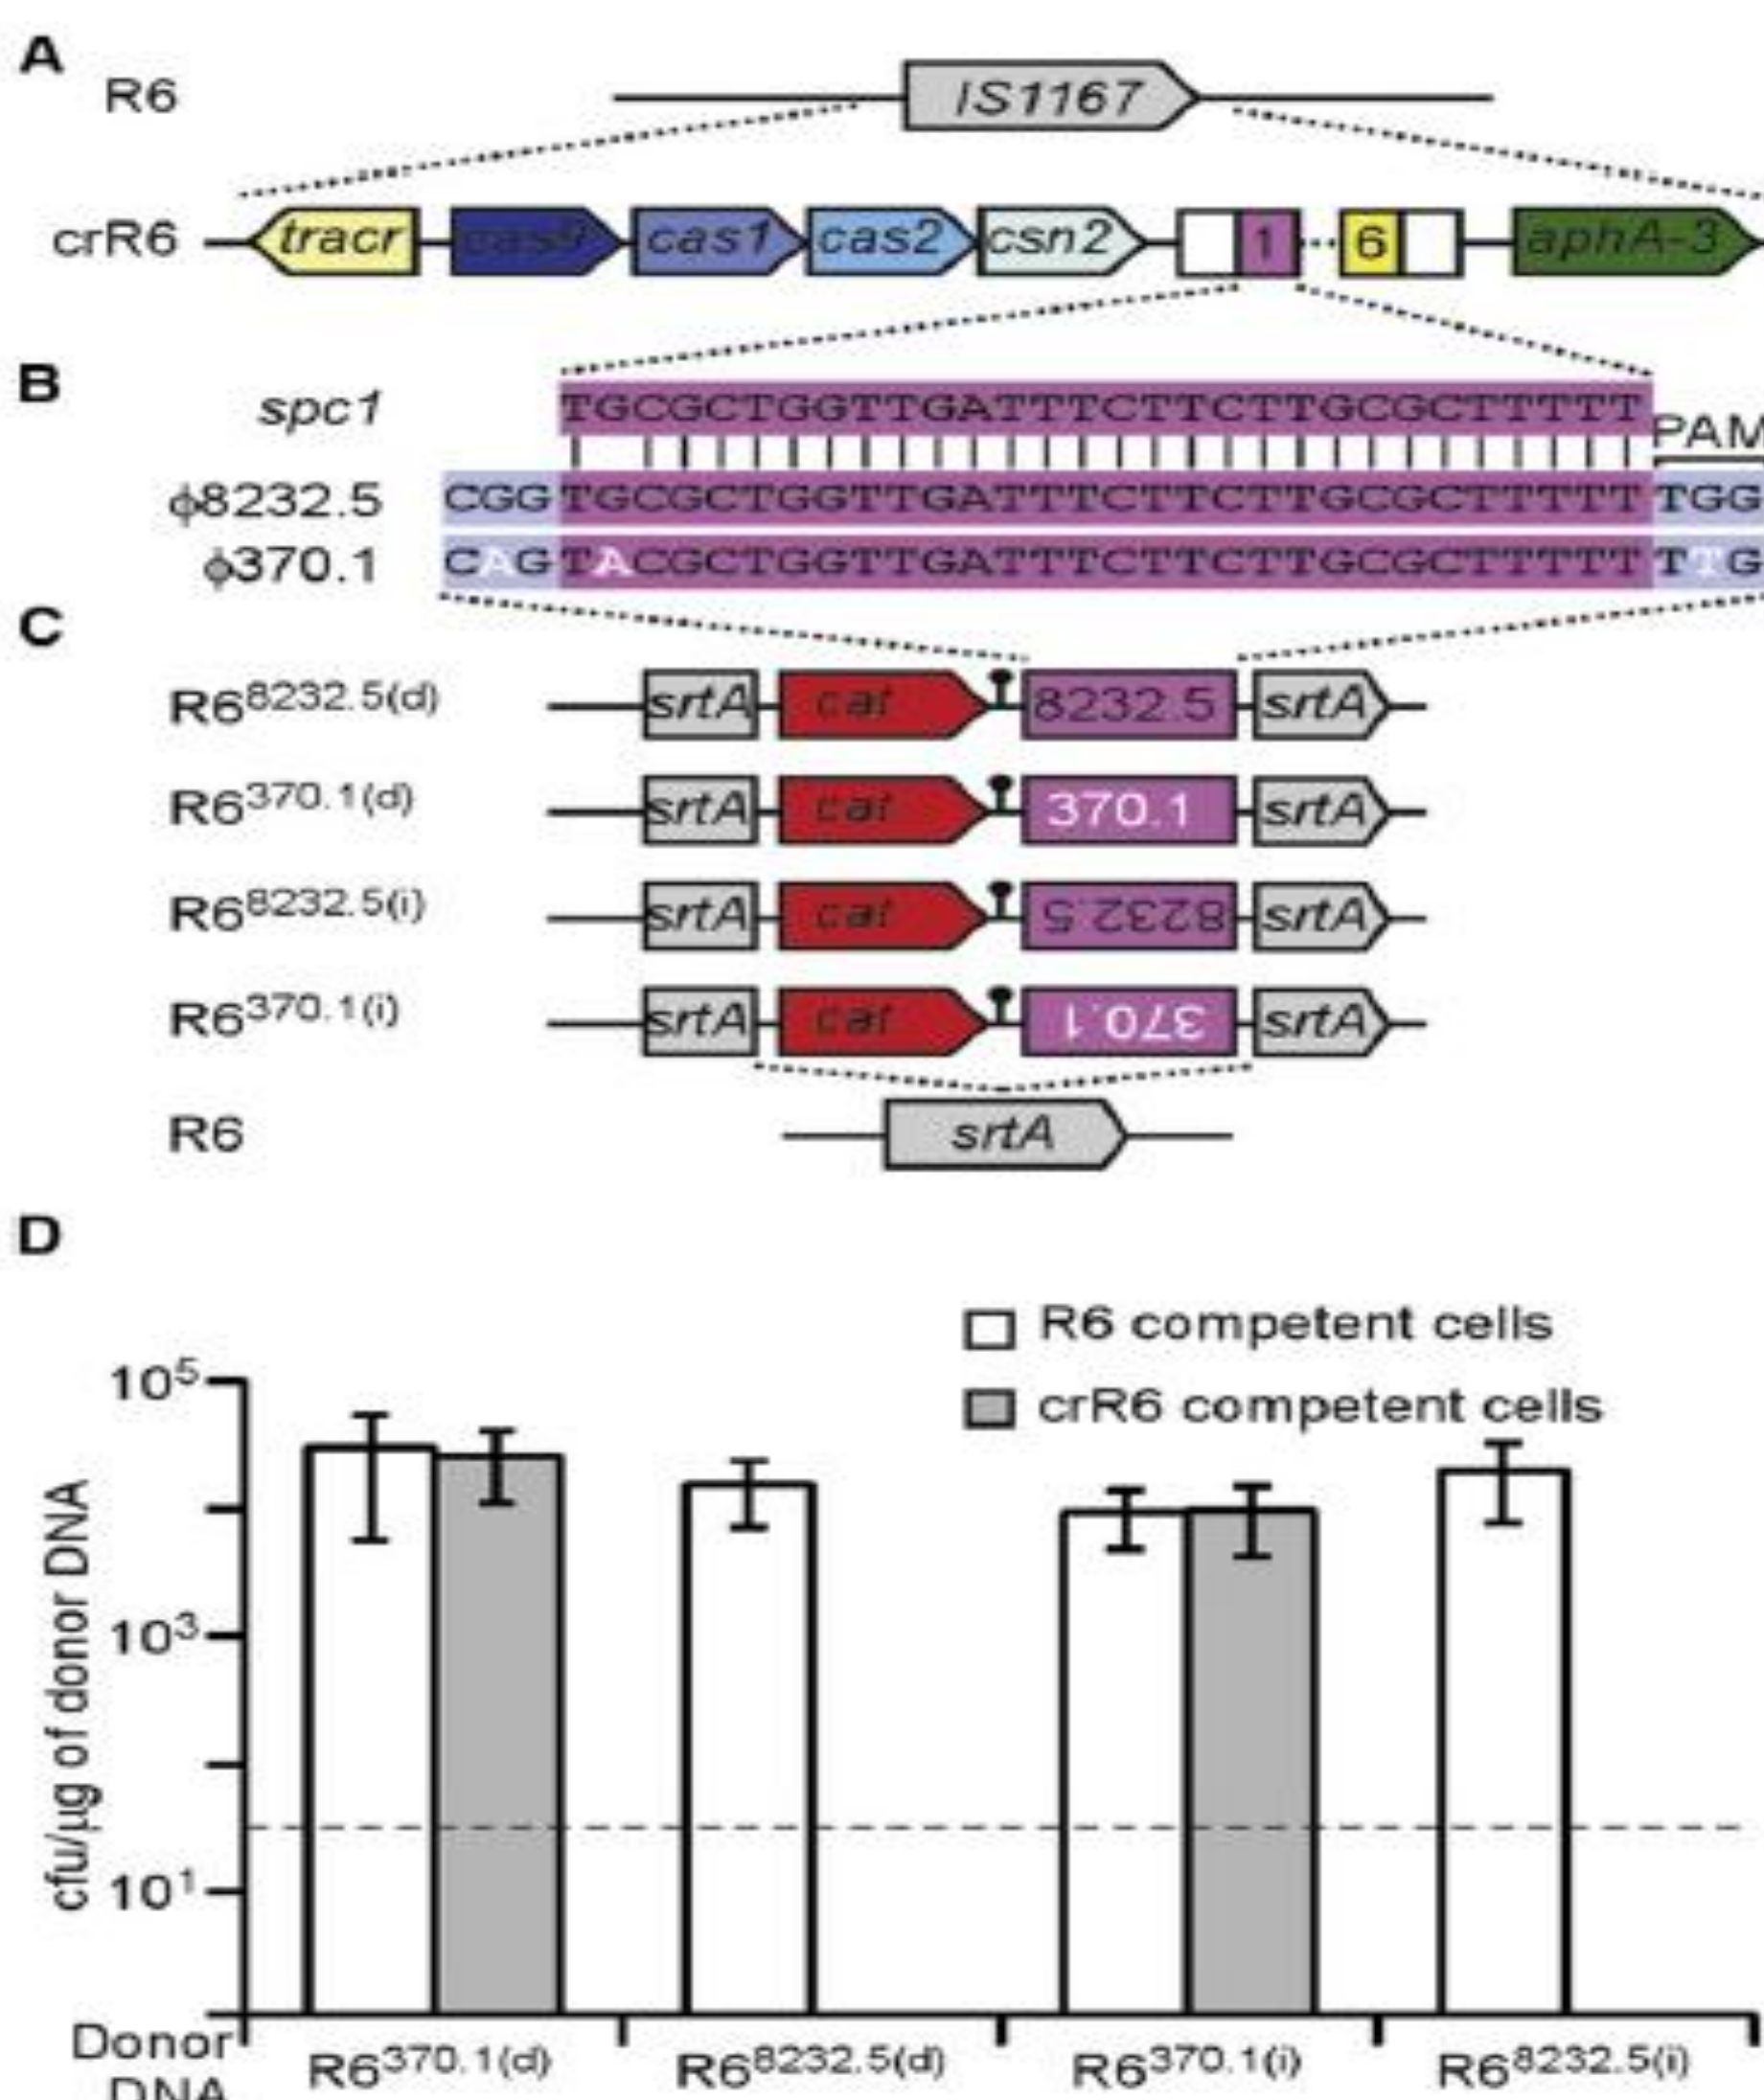 A
R6
IS1167
crR6
tracr cas9 cas1 cas2 csn2 1 6 aphA-3
B
spc1 TGCGCTGGTTGATTTCTTCTTGCGCTTTTT
PAM
ϕ8232.5 CGGTGCGCTGGTTGATTTCTTCTTGCGCTTTTTTGG
ϕ370.1 CAGTACGCTGGTTGATTTCTTCTTGCGCTTTTTTTG
C
R6^8232.5(d) srtA cat 8232.5 srtA
R6^370.1(d) srtA cat 370.1 srtA
R6^8232.5(i) srtA cat 8232.5 srtA
R6^370.1(i) srtA cat 370.1 srtA
R6 srtA
D
R6 competent cells
crR6 competent cells
cfu/µg of donor DNA
10^5
10^3
10^1
Donor
DNA
R6^370.1(d) R6^8232.5(d) R6^370.1(i) R6^8232.5(i)